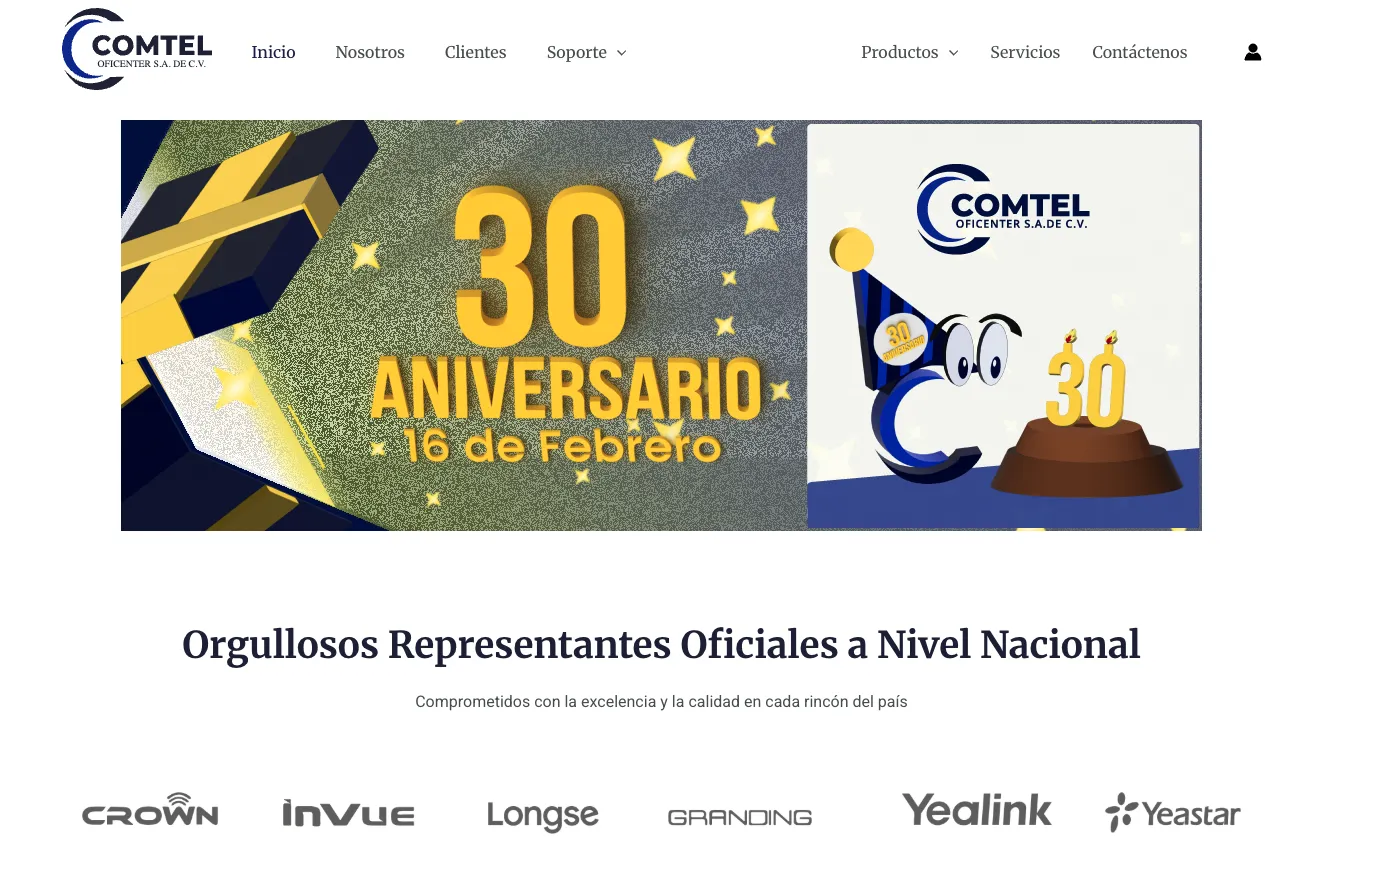 COMTEL
OFICENTER S.A. DE C.V.
Inicio
Nosotros
Clientes
Soporte
Productos
Servicios
Contáctenos
30
ANIVERSARIO
16 de Febrero
COMTEL
OFICENTER S.A.DE C.V.
30
ANIVERSARIO
30
Orgullosos Representantes Oficiales a Nivel Nacional
Comprometidos con la excelencia y la calidad en cada rincón del país
CROWN
inVue
Longse
GRANDING
Yealink
Yeastar